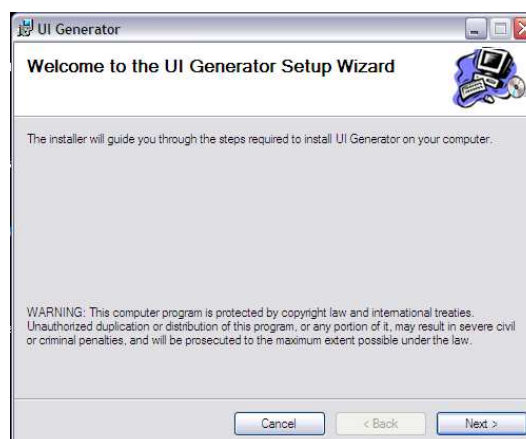 UI Generator
Welcome to the UI Generator Setup Wizard
The installer will guide you through the steps required to install UI Generator on your computer.
WARNING: This computer program is protected by copyright law and international treaties.
Unauthorized duplication or distribution of this program, or any portion of it, may result in severe civil
or criminal penalties, and will be prosecuted to the maximum extent possible under the law.
Cancel < Back Next >